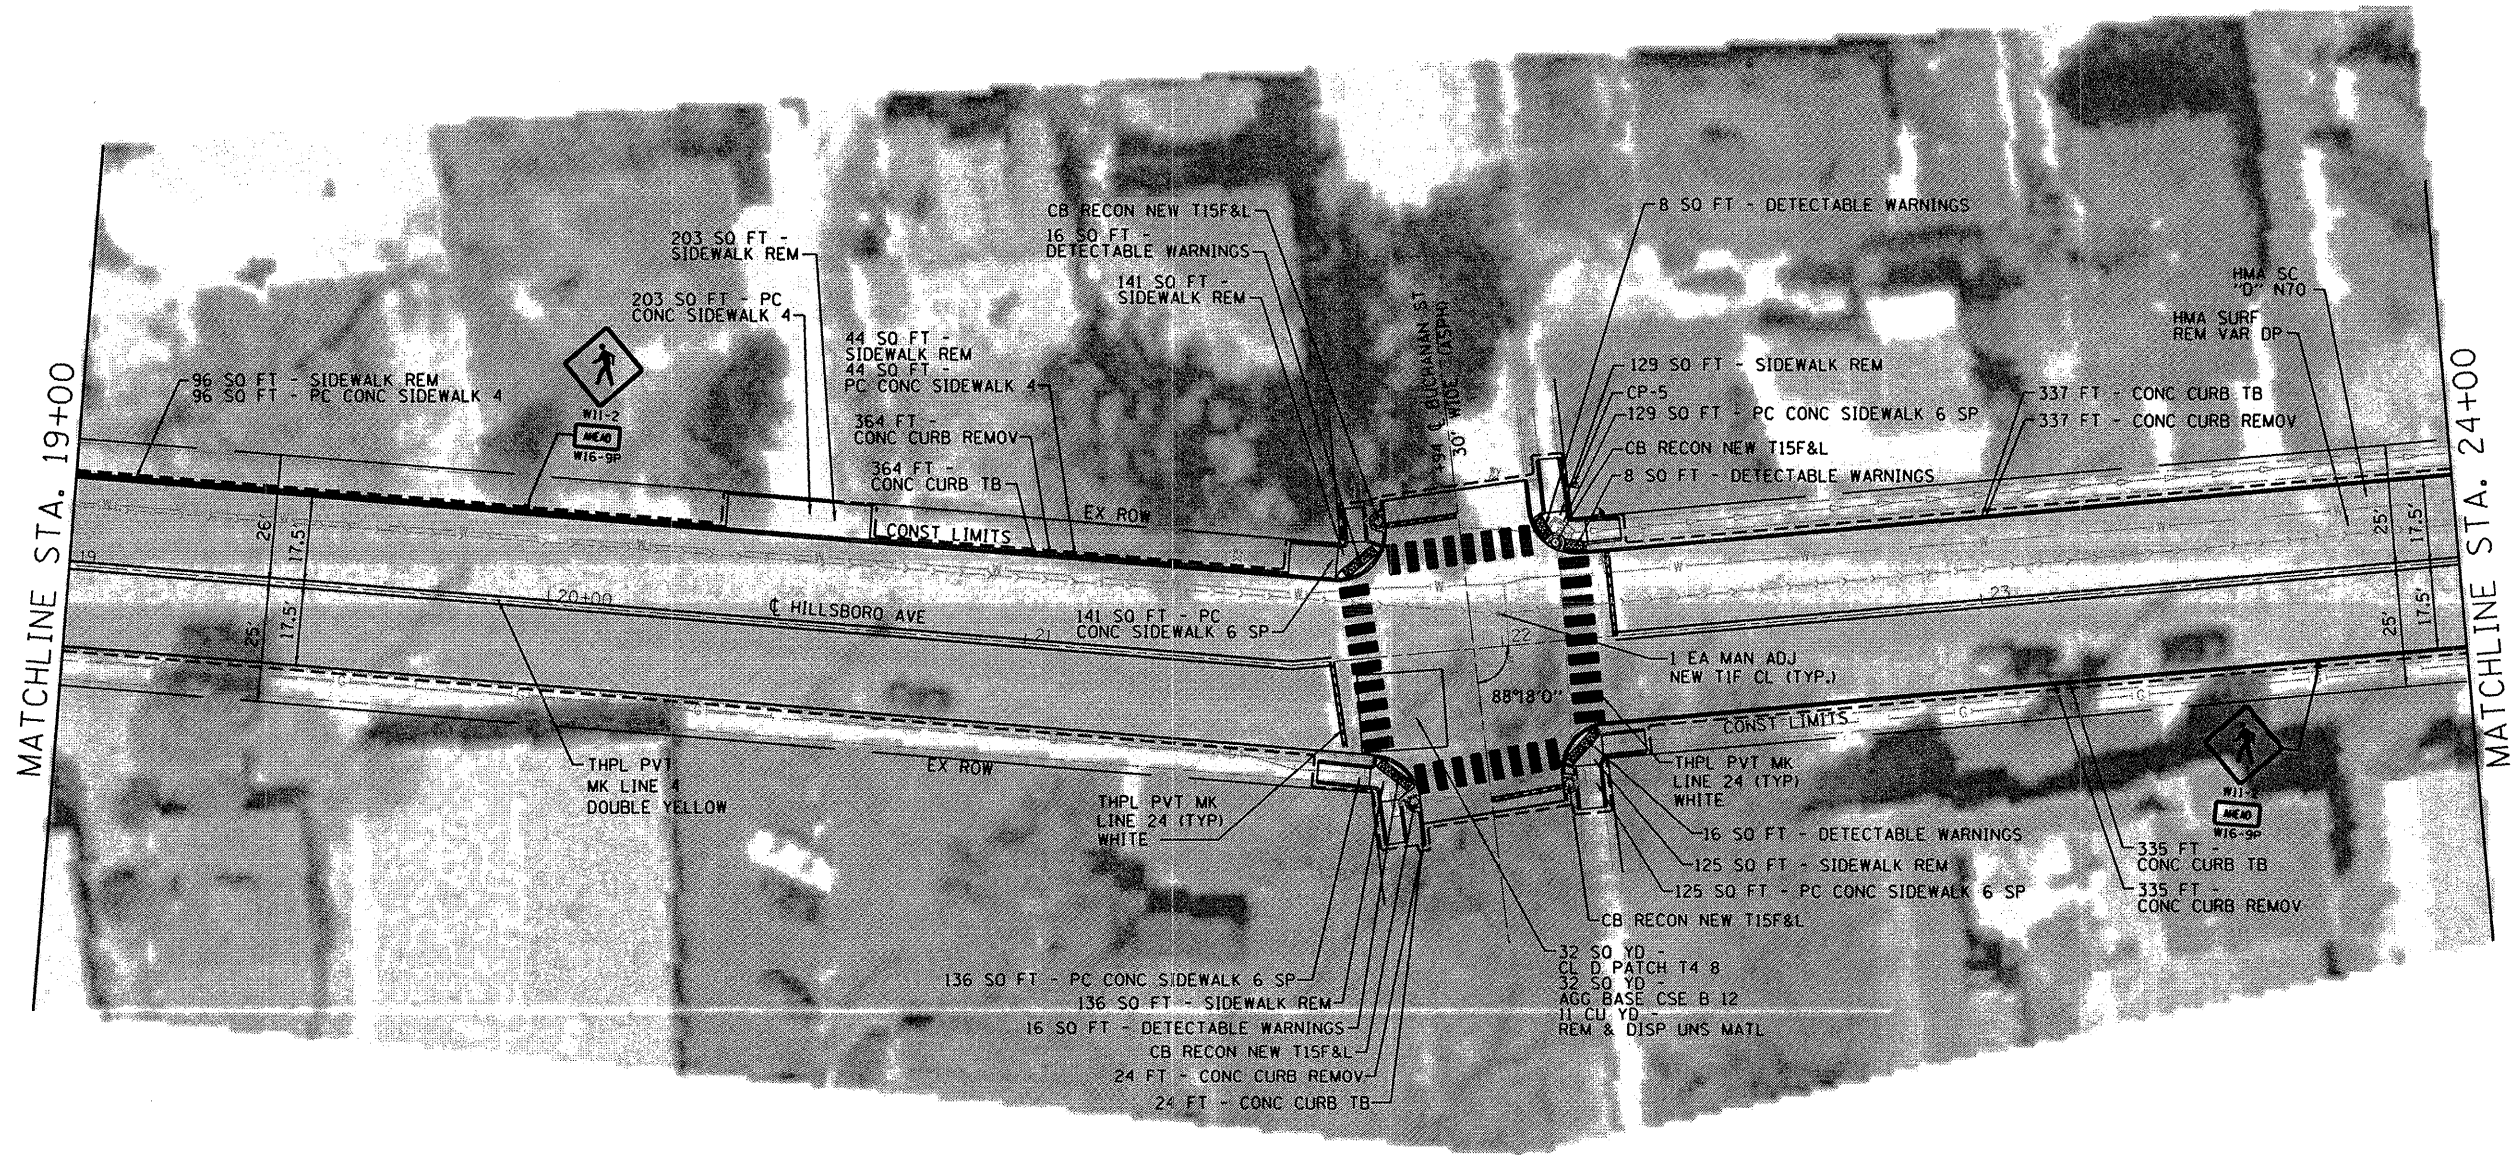 MATCHLINE STA. 19+00
96 SQ FT - SIDEWALK REM
96 SQ FT - PC CONC SIDEWALK 4
W11-2
AHEAD
W16-9P
203 SQ FT -
SIDEWALK REM
203 SQ FT - PC
CONC SIDEWALK 4
44 SQ FT -
SIDEWALK REM
44 SQ FT -
PC CONC SIDEWALK 4
364 FT -
CONC CURB REMOV
364 FT -
CONC CURB TB
CB RECON NEW T15F&L
16 SQ FT -
DETECTABLE WARNINGS
141 SQ FT -
SIDEWALK REM
BUCHANAN ST
30' WIDE (ASPH)
8 SQ FT - DETECTABLE WARNINGS
129 SQ FT - SIDEWALK REM
CP-5
129 SQ FT - PC CONC SIDEWALK 6 SP
CB RECON NEW T15F&L
8 SQ FT - DETECTABLE WARNINGS
HMA SC
"D" N70
HMA SURF
REM VAR DP
337 FT - CONC CURB TB
337 FT - CONC CURB REMOV
MATCHLINE STA. 24+00
EX ROW
CONST LIMITS
26'
17.5'
17.5'
25'
25'
17.5'
17.5'
25'
19
20+00
℄ HILLSBORO AVE
21
22
23
141 SQ FT - PC
CONC SIDEWALK 6 SP
1 EA MAN ADJ
NEW T1F CL (TYP.)
88°18'0"
CONST LIMITS
THPL PVT
MK LINE 4
DOUBLE YELLOW
EX ROW
THPL PVT MK
LINE 24 (TYP)
WHITE
THPL PVT MK
LINE 24 (TYP)
WHITE
16 SQ FT - DETECTABLE WARNINGS
125 SQ FT - SIDEWALK REM
125 SQ FT - PC CONC SIDEWALK 6 SP
CB RECON NEW T15F&L
W11-2
AHEAD
W16-9P
335 FT -
CONC CURB TB
335 FT -
CONC CURB REMOV
136 SQ FT - PC CONC SIDEWALK 6 SP
136 SQ FT - SIDEWALK REM
16 SQ FT - DETECTABLE WARNINGS
CB RECON NEW T15F&L
24 FT - CONC CURB REMOV
24 FT - CONC CURB TB
32 SQ YD -
CL D PATCH T4 8
32 SQ YD -
AGG BASE CSE B 12
11 CU YD -
REM & DISP UNS MATL